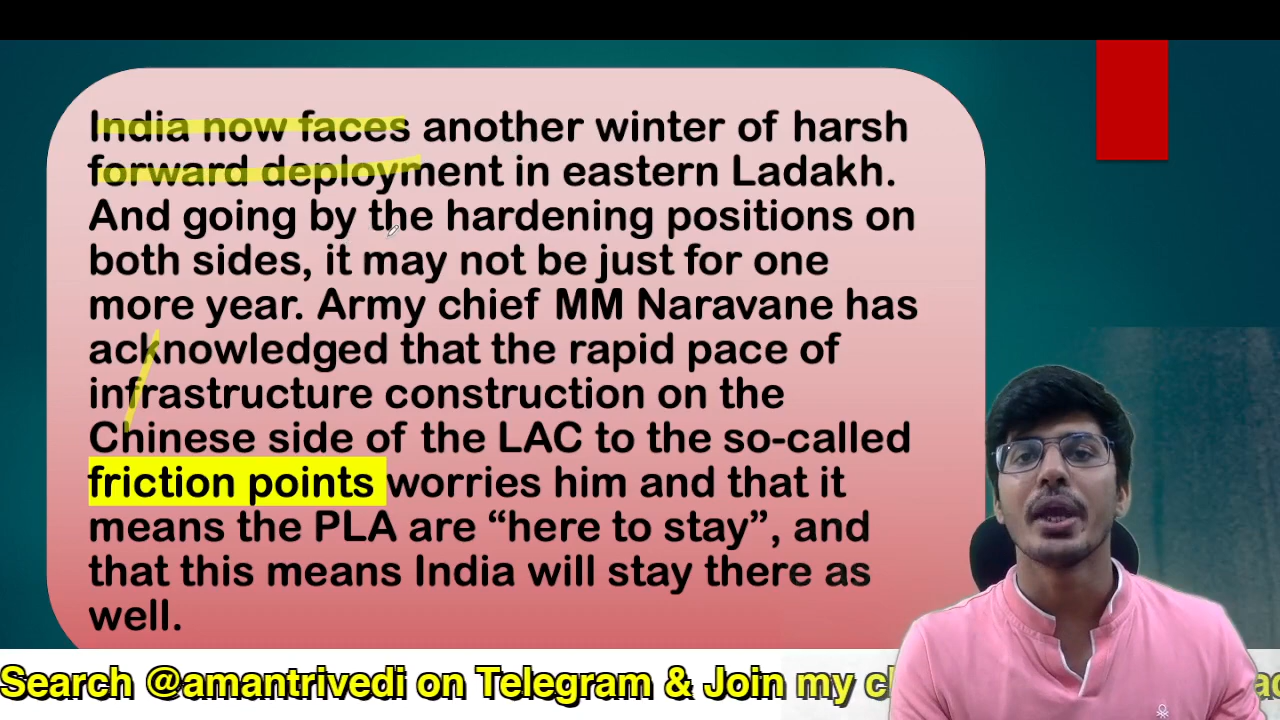 India now faces another winter of harsh
forward deployment in eastern Ladakh.
And going by the hardening positions on
both sides, it may not be just for one
more year. Army chief MM Naravane has
acknowledged that the rapid pace of
infrastructure construction on the
Chinese side of the LAC to the so-called
friction points worries him and that it
means the PLA are “here to stay”, and
that this means India will stay there as
well.
Search @amantrivedi on Telegram & Join my